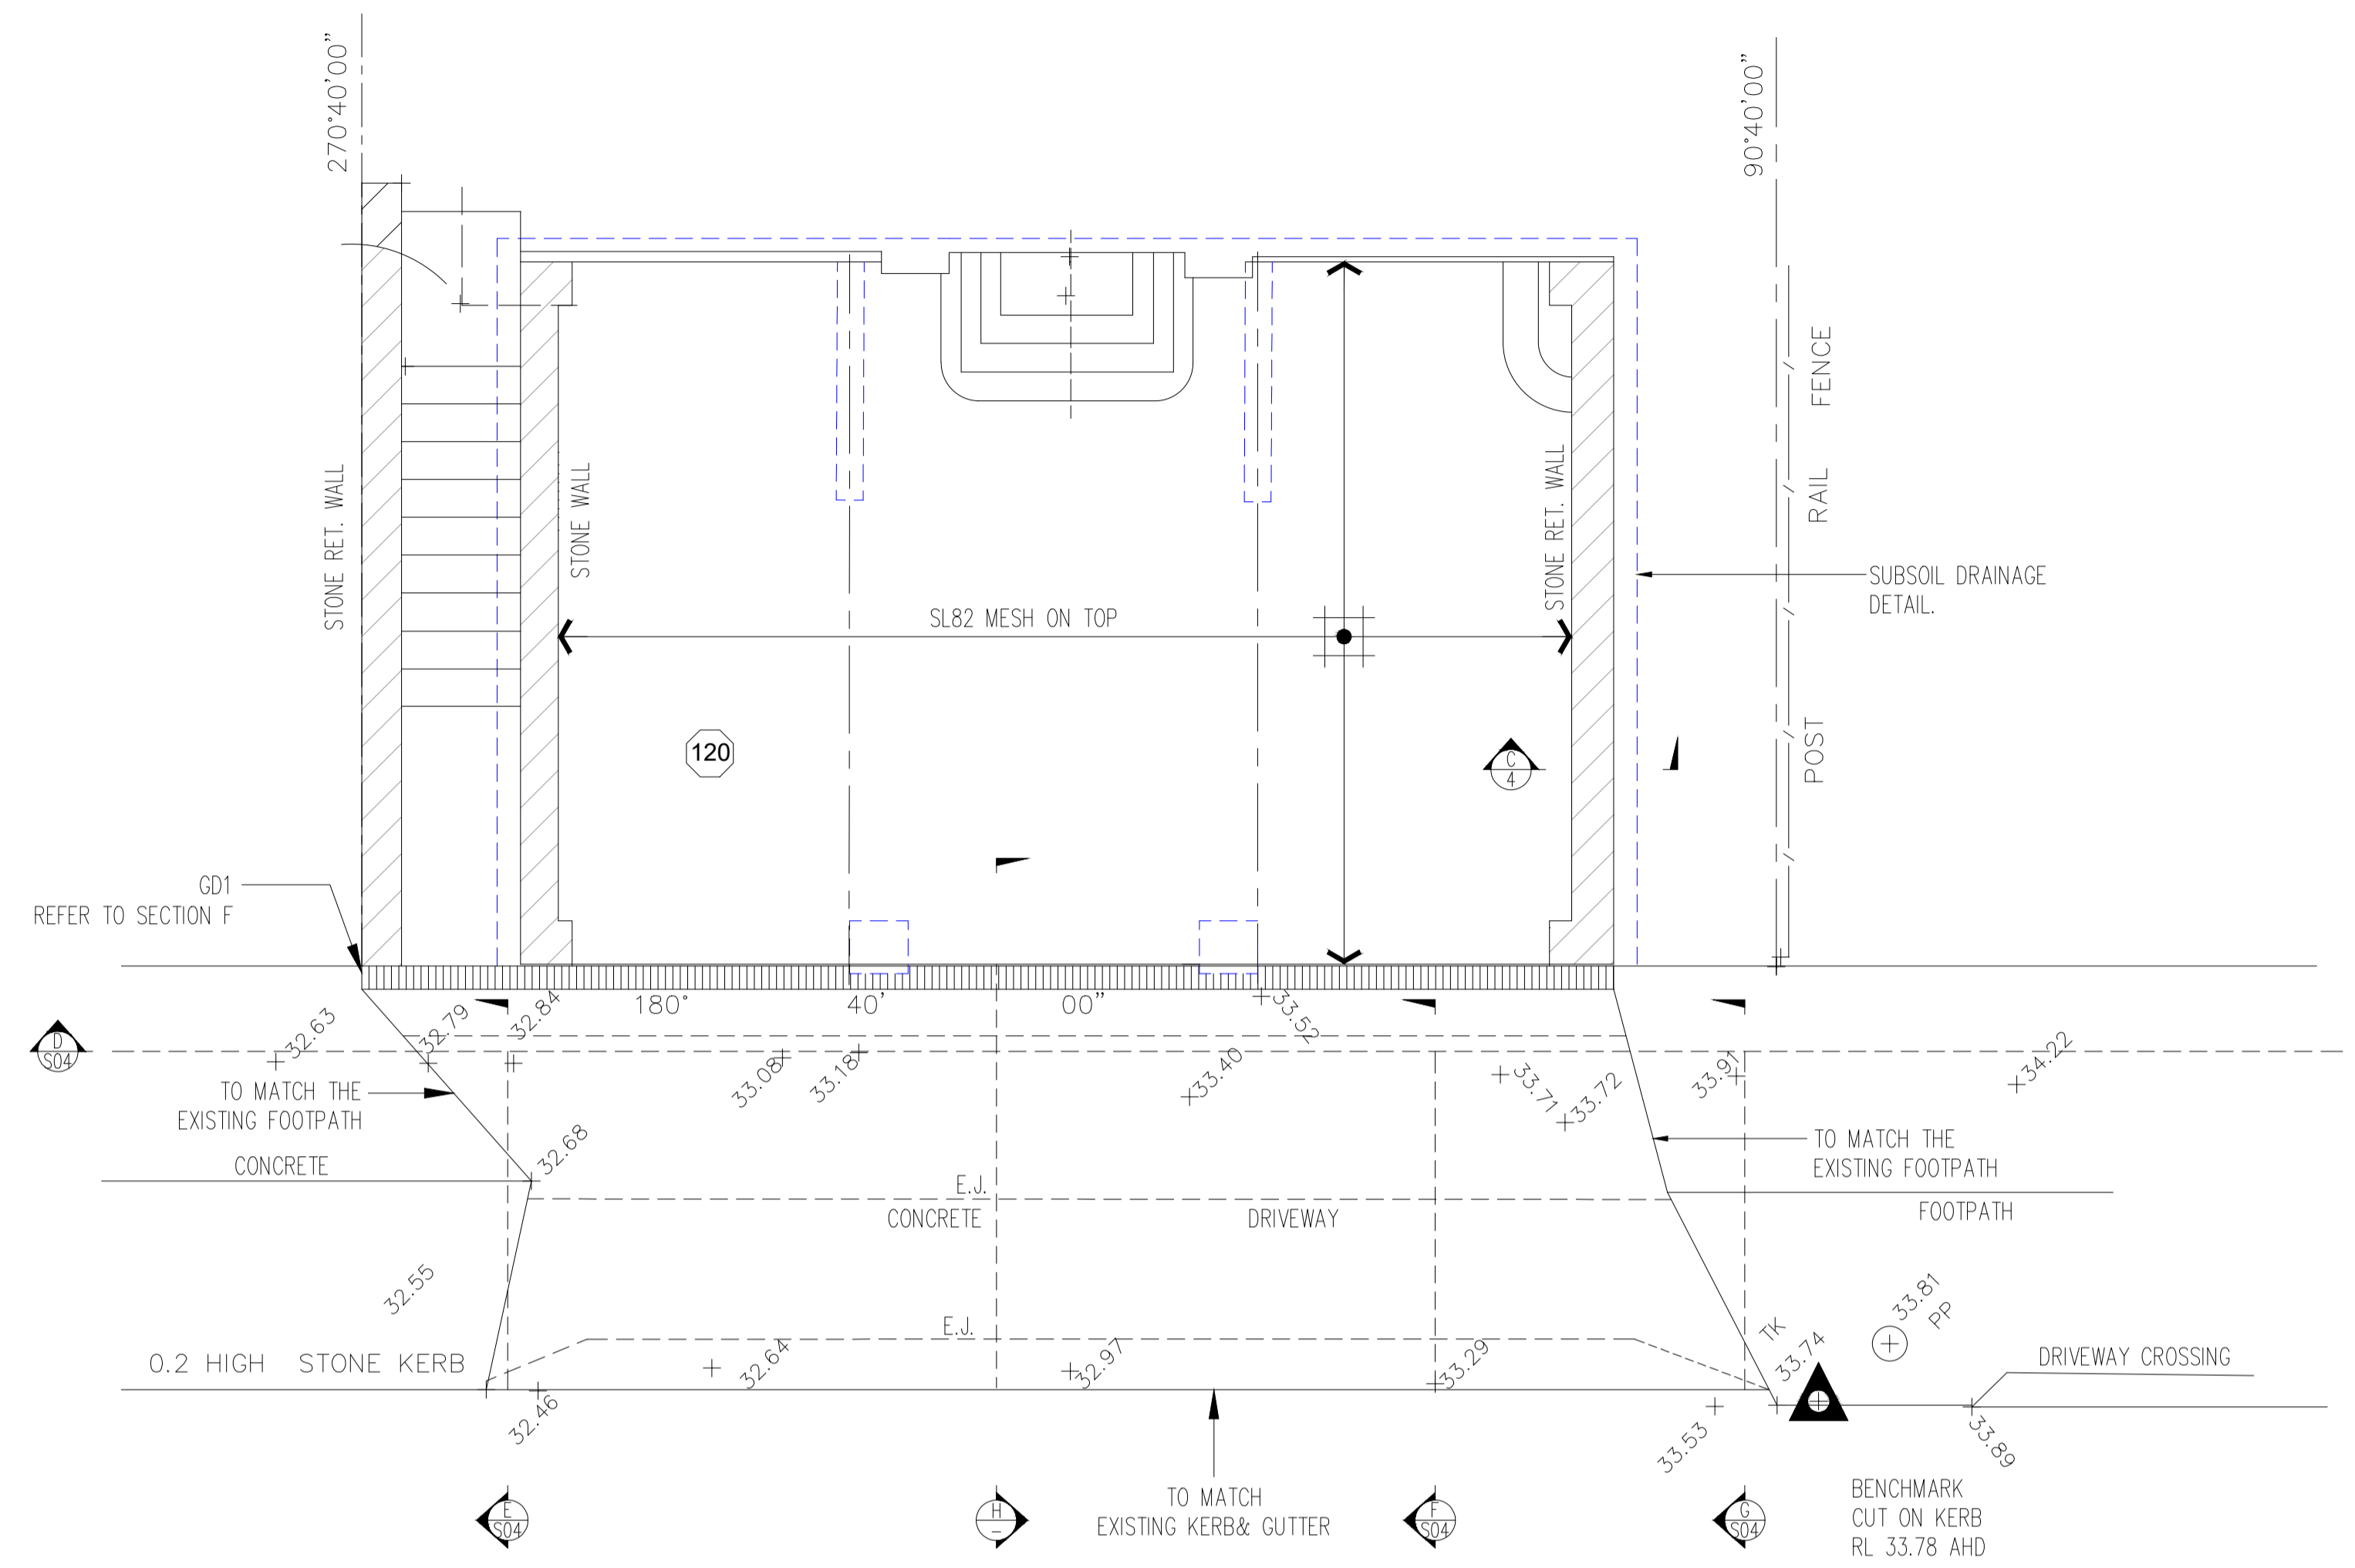 270°40'00"
90°40'00"
STONE RET. WALL
STONE WALL
STONE RET. WALL
POST RAIL FENCE
SUBSOIL DRAINAGE
DETAIL.
SL82 MESH ON TOP
120
C
4
GD1
REFER TO SECTION F
180° 40' 00"
D
S04
32.63
32.79
32.84
33.08
33.18
33.40
33.52
33.71
33.72
33.91
34.22
TO MATCH THE
EXISTING FOOTPATH
CONCRETE
32.68
TO MATCH THE
EXISTING FOOTPATH
FOOTPATH
E.J.
CONCRETE DRIVEWAY
32.55
E.J.
0.2 HIGH STONE KERB
32.46
32.64
32.97
33.29
33.53
TK
33.74
33.81
PP
DRIVEWAY CROSSING
33.89
TO MATCH
EXISTING KERB& GUTTER
BENCHMARK
CUT ON KERB
RL 33.78 AHD
E
S04
H
–
F
S04
G
S04